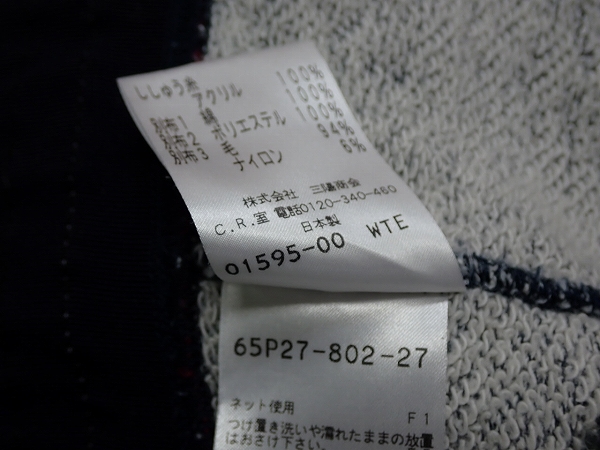 ししゅう糸
アクリル 100%
別布1 綿 100%
別布2 ポリエステル 100%
別布3 毛 94%
ナイロン 6%
株式会社 三陽商会
C.R.室 電話0120-340-460
日本製
01595-00 WTE
65P27-802-27
ネット使用 F1
つけ置き洗いや濡れたままの放置
はおさけ下さい。